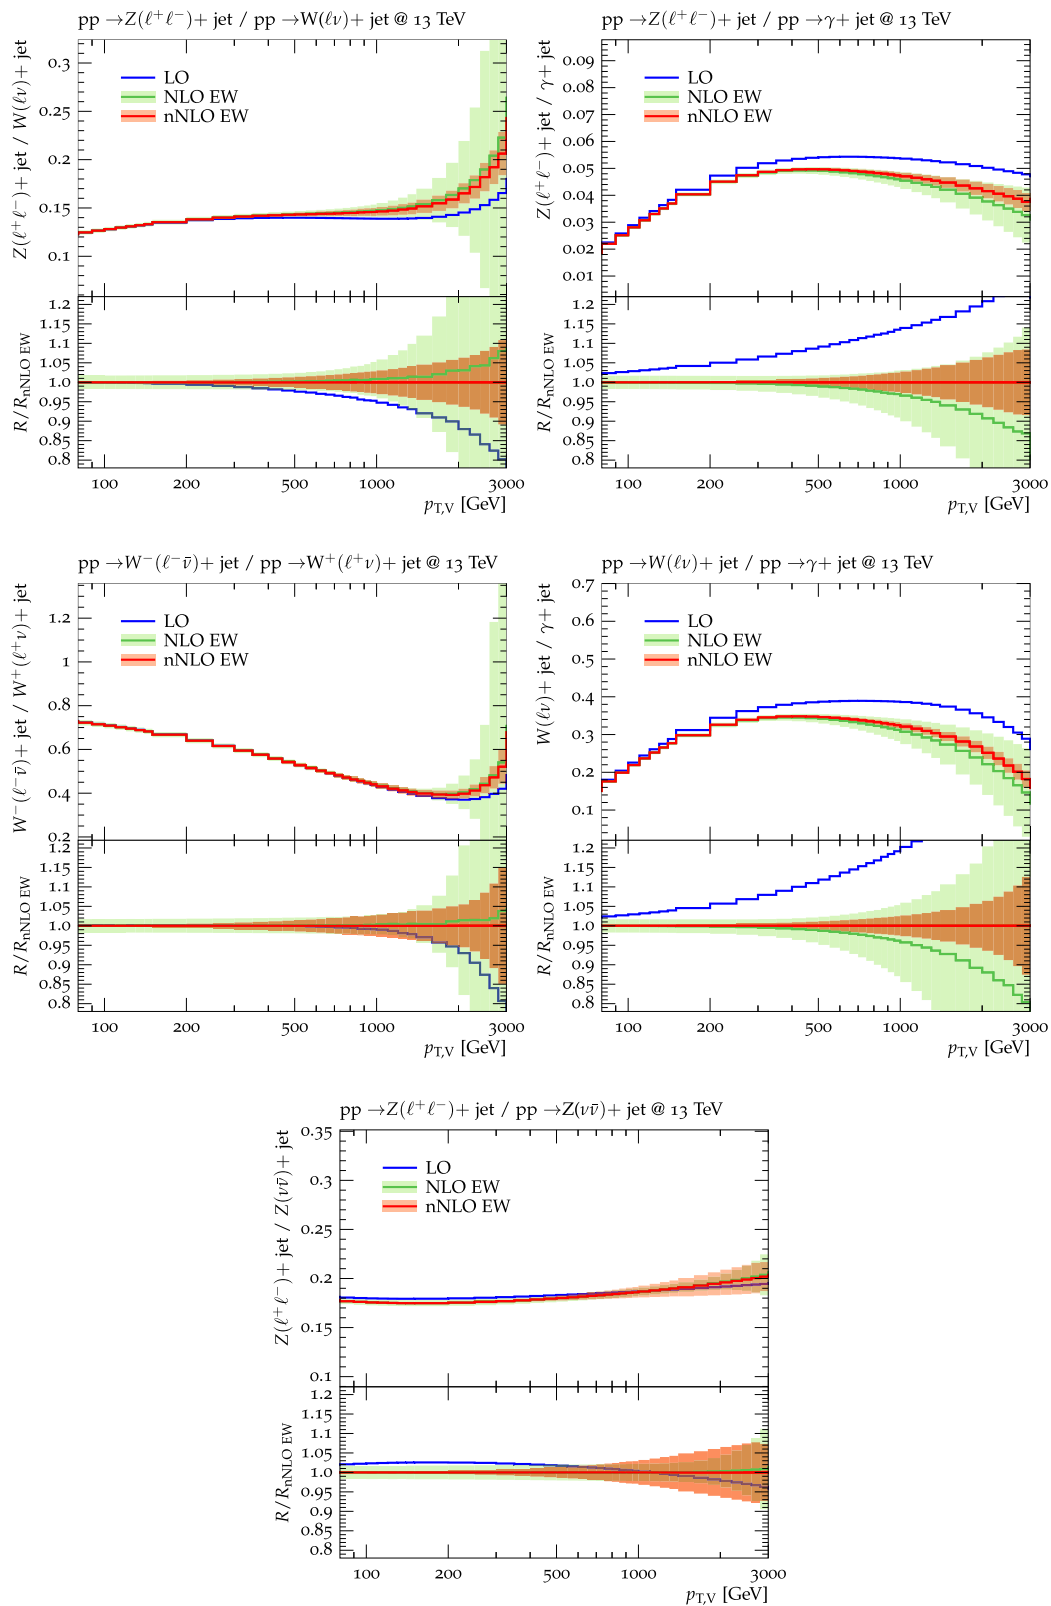 pp →Z(ℓ⁺ℓ⁻)+ jet / pp →W(ℓν)+ jet @ 13 TeV
Z(ℓ⁺ℓ⁻)+ jet / W(ℓν)+ jet
0.3
0.25
0.2
0.15
0.1
LO
NLO EW
nNLO EW
R/R_nNLO EW
1.2
1.15
1.1
1.05
1.0
0.95
0.9
0.85
0.8
100 200 500 1000 3000
p_T,V [GeV]
pp →Z(ℓ⁺ℓ⁻)+ jet / pp →γ+ jet @ 13 TeV
Z(ℓ⁺ℓ⁻)+ jet / γ+ jet
0.09
0.08
0.07
0.06
0.05
0.04
0.03
0.02
0.01
LO
NLO EW
nNLO EW
R/R_nNLO EW
1.2
1.15
1.1
1.05
1.0
0.95
0.9
0.85
0.8
100 200 500 1000 3000
p_T,V [GeV]
pp →W⁻(ℓ⁻ν̄)+ jet / pp →W⁺(ℓ⁺ν)+ jet @ 13 TeV
W⁻(ℓ⁻ν̄)+ jet / W⁺(ℓ⁺ν)+ jet
1.2
1
0.8
0.6
0.4
0.2
LO
NLO EW
nNLO EW
R/R_nNLO EW
1.2
1.15
1.1
1.05
1.0
0.95
0.9
0.85
0.8
100 200 500 1000 3000
p_T,V [GeV]
pp →W(ℓν)+ jet / pp →γ+ jet @ 13 TeV
W(ℓν)+ jet / γ+ jet
0.7
0.6
0.5
0.4
0.3
0.2
0.1
LO
NLO EW
nNLO EW
R/R_nNLO EW
1.2
1.15
1.1
1.05
1.0
0.95
0.9
0.85
0.8
100 200 500 1000 3000
p_T,V [GeV]
pp →Z(ℓ⁺ℓ⁻)+ jet / pp →Z(νν̄)+ jet @ 13 TeV
Z(ℓ⁺ℓ⁻)+ jet / Z(νν̄)+ jet
0.35
0.3
0.25
0.2
0.15
0.1
LO
NLO EW
nNLO EW
R/R_nNLO EW
1.2
1.15
1.1
1.05
1.0
0.95
0.9
0.85
0.8
100 200 500 1000 3000
p_T,V [GeV]